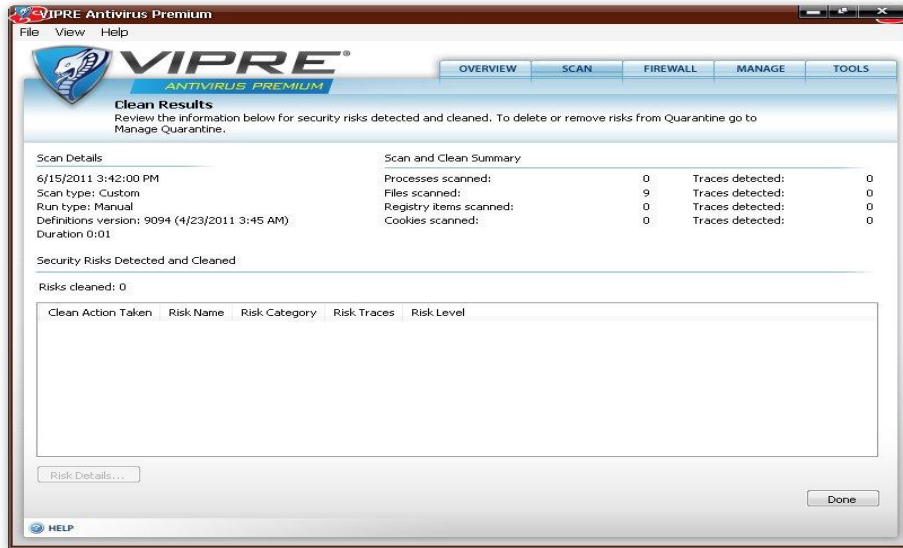 VIPRE Antivirus Premium
File View Help
VIPRE®
ANTIVIRUS PREMIUM
OVERVIEW SCAN FIREWALL MANAGE TOOLS
Clean Results
Review the information below for security risks detected and cleaned. To delete or remove risks from Quarantine go to
Manage Quarantine.
Scan Details
6/15/2011 3:42:00 PM
Scan type: Custom
Run type: Manual
Definitions version: 9094 (4/23/2011 3:45 AM)
Duration 0:01
Scan and Clean Summary
Processes scanned: 0 Traces detected: 0
Files scanned: 9 Traces detected: 0
Registry items scanned: 0 Traces detected: 0
Cookies scanned: 0 Traces detected: 0
Security Risks Detected and Cleaned
Risks cleaned: 0
Clean Action Taken Risk Name Risk Category Risk Traces Risk Level
Risk Details...
Done
HELP